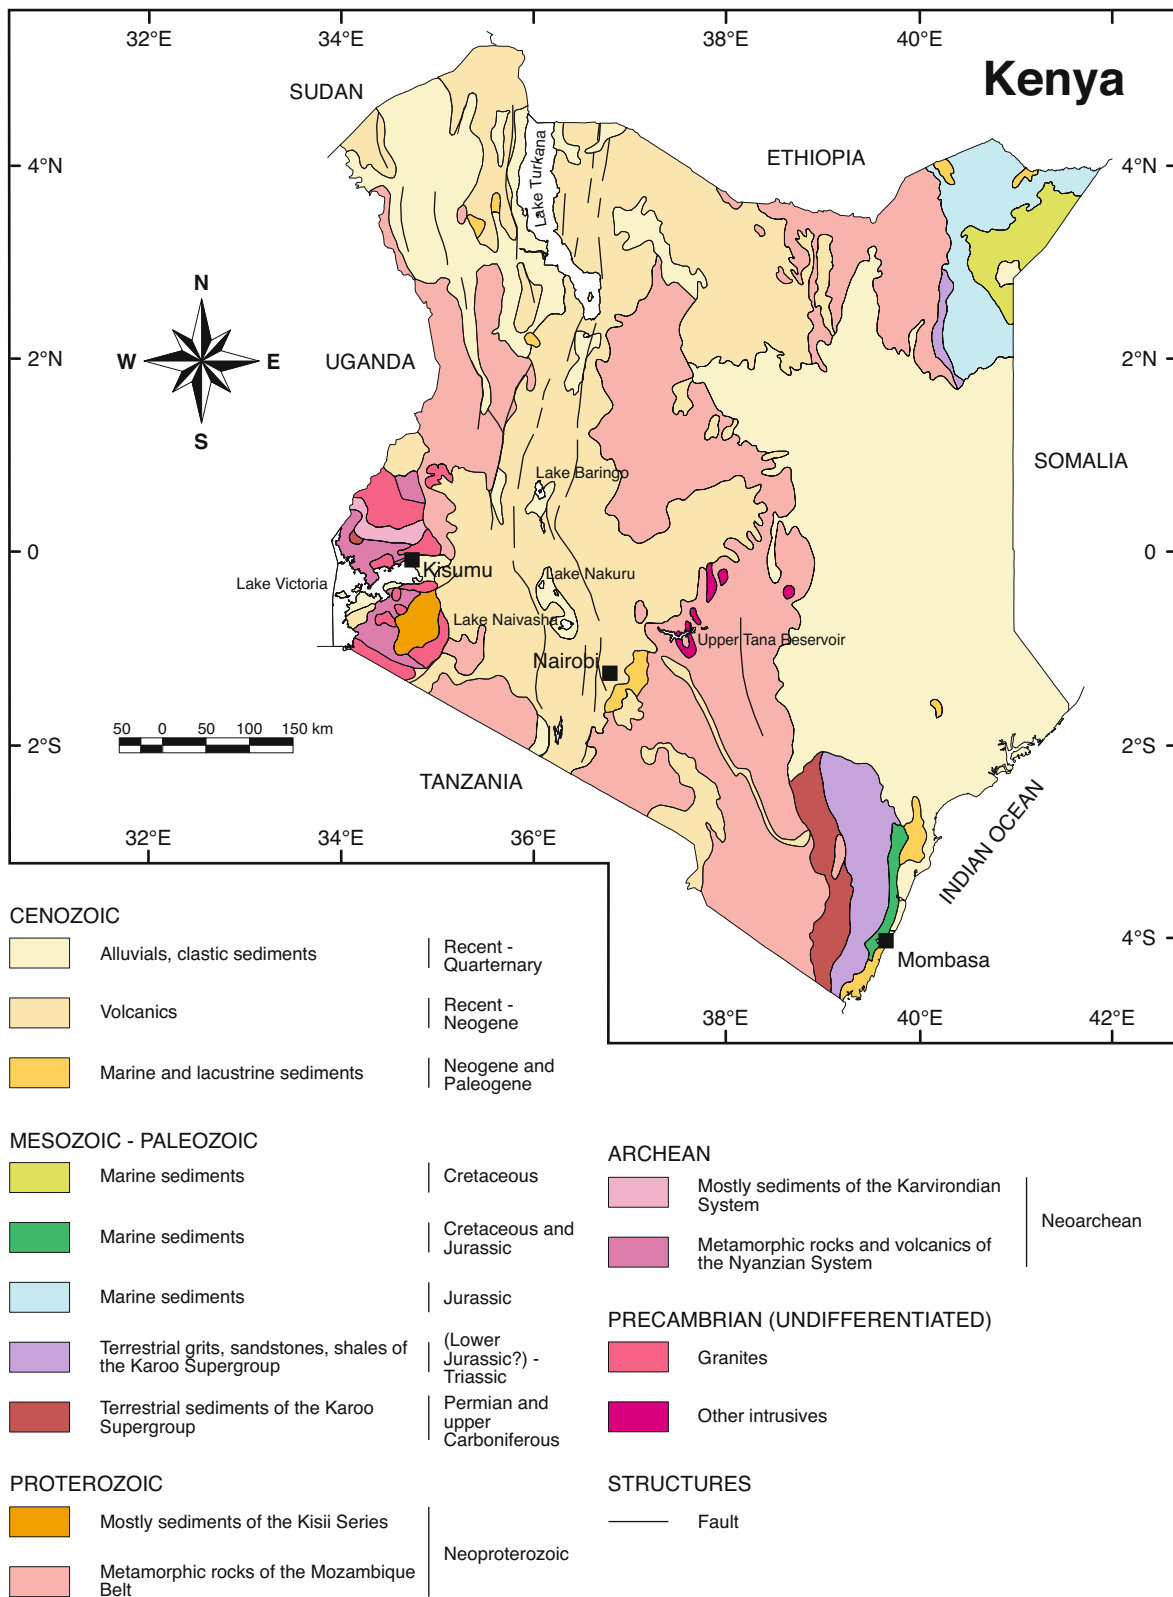 32°E
34°E
38°E
40°E
Kenya
SUDAN
ETHIOPIA
4°N
4°N
Lake Turkana
N
W
E
S
UGANDA
2°N
2°N
SOMALIA
Lake Baringo
0
0
Kisumu
Lake Nakuru
Lake Victoria
Lake Naivasha
Upper Tana Reservoir
Nairobi
50
0
50
100
150 km
2°S
2°S
TANZANIA
INDIAN OCEAN
32°E
34°E
36°E
4°S
Mombasa
38°E
40°E
42°E
CENOZOIC
Alluvials, clastic sediments
Recent -
Quarternary
Volcanics
Recent -
Neogene
Marine and lacustrine sediments
Neogene and
Paleogene
MESOZOIC - PALEOZOIC
Marine sediments
Cretaceous
Marine sediments
Cretaceous and
Jurassic
Marine sediments
Jurassic
Terrestrial grits, sandstones, shales of
the Karoo Supergroup
(Lower
Jurassic?) -
Triassic
Terrestrial sediments of the Karoo
Supergroup
Permian and
upper
Carboniferous
PROTEROZOIC
Mostly sediments of the Kisii Series
Metamorphic rocks of the Mozambique
Belt
Neoproterozoic
ARCHEAN
Mostly sediments of the Karvirondian
System
Metamorphic rocks and volcanics of
the Nyanzian System
Neoarchean
PRECAMBRIAN (UNDIFFERENTIATED)
Granites
Other intrusives
STRUCTURES
Fault